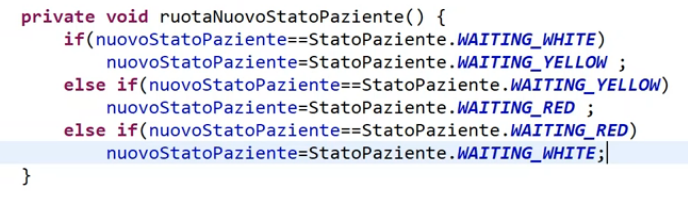 private void ruotaNuovoStatoPaziente() {
if(nuovoStatoPaziente==StatoPaziente.WAITING_WHITE)
nuovoStatoPaziente=StatoPaziente.WAITING_YELLOW ;
else if(nuovoStatoPaziente==StatoPaziente.WAITING_YELLOW)
nuovoStatoPaziente=StatoPaziente.WAITING_RED ;
else if(nuovoStatoPaziente==StatoPaziente.WAITING_RED)
nuovoStatoPaziente=StatoPaziente.WAITING_WHITE;
}